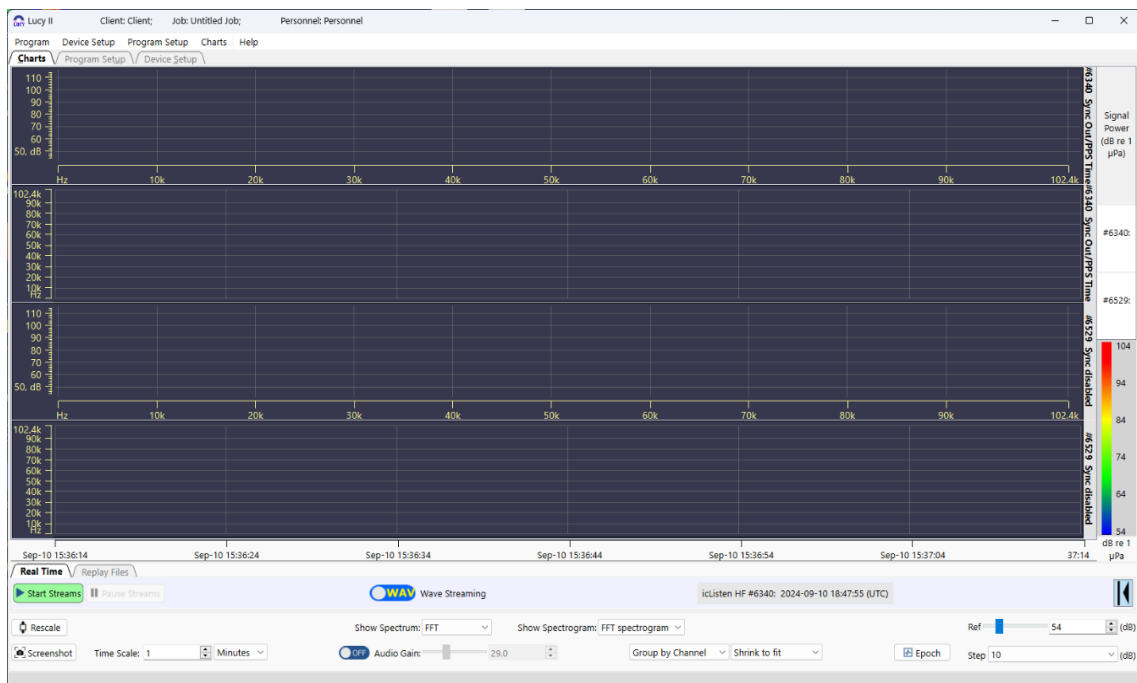 LUCY Lucy II Client: Client; Job: Untitled Job; Personnel: Personnel
Program Device Setup Program Setup Charts Help
Charts Program Setup Device Setup
110
100
90
80
70
60
50, dB
Hz 10k 20k 30k 40k 50k 60k 70k 80k 90k 102.4k
#6340 Sync Out/PPS Time
102.4k
90k
80k
70k
60k
50k
40k
30k
20k
10k
Hz
#6340 Sync Out/PPS Time
110
100
90
80
70
60
50, dB
Hz 10k 20k 30k 40k 50k 60k 70k 80k 90k 102.4k
#6529 Sync disabled
102.4k
90k
80k
70k
60k
50k
40k
30k
20k
10k
Hz
#6529 Sync disabled
Sep-10 15:36:14 Sep-10 15:36:24 Sep-10 15:36:34 Sep-10 15:36:44 Sep-10 15:36:54 Sep-10 15:37:04 37:14
Signal
Power
(dB re 1
µPa)
#6340:
#6529:
104
94
84
74
64
54
dB re 1
µPa
Real Time Replay Files
Start Streams Pause Streams WAV Wave Streaming icListen HF #6340: 2024-09-10 18:47:55 (UTC)
Rescale Show Spectrum: FFT Show Spectrogram: FFT spectrogram Ref 54 (dB)
Screenshot Time Scale: 1 Minutes OFF Audio Gain: 29.0 Group by Channel Shrink to fit Epoch Step 10 (dB)